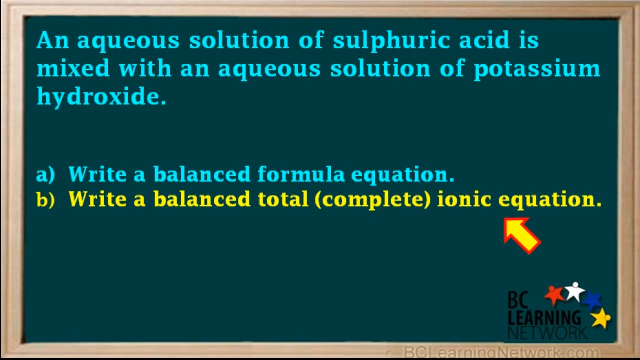 An aqueous solution of sulphuric acid is
mixed with an aqueous solution of potassium
hydroxide.
a) Write a balanced formula equation.
b) Write a balanced total (complete) ionic equation.
BC
LEARNING
NETWORK
BCLearningNetwork.com